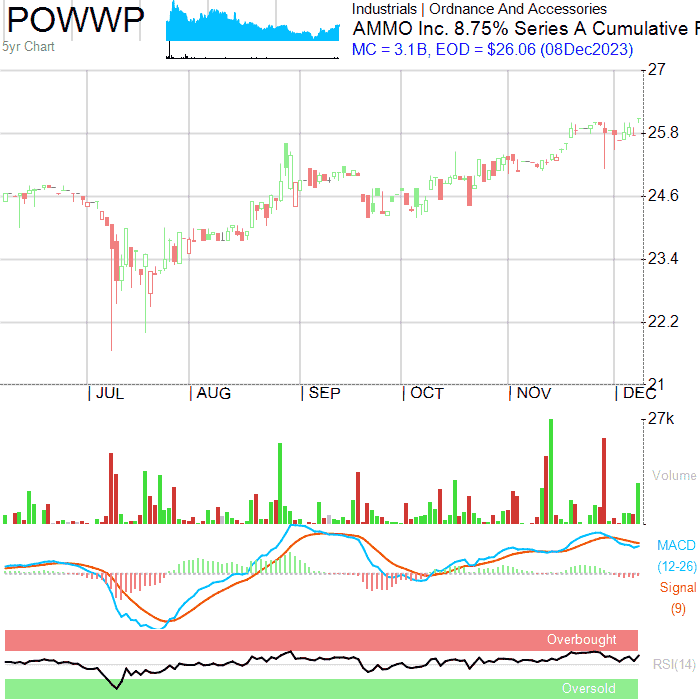 POWWP
5yr Chart
Industrials | Ordnance And Accessories
AMMO Inc. 8.75% Series A Cumulative
MC = 3.1B, EOD = $26.06 (08Dec2023)
27
25.8
24.6
23.4
22.2
21
JUL AUG SEP OCT NOV DEC
27k
Volume
MACD
(12-26)
Signal
(9)
Overbought
RSI(14)
Oversold